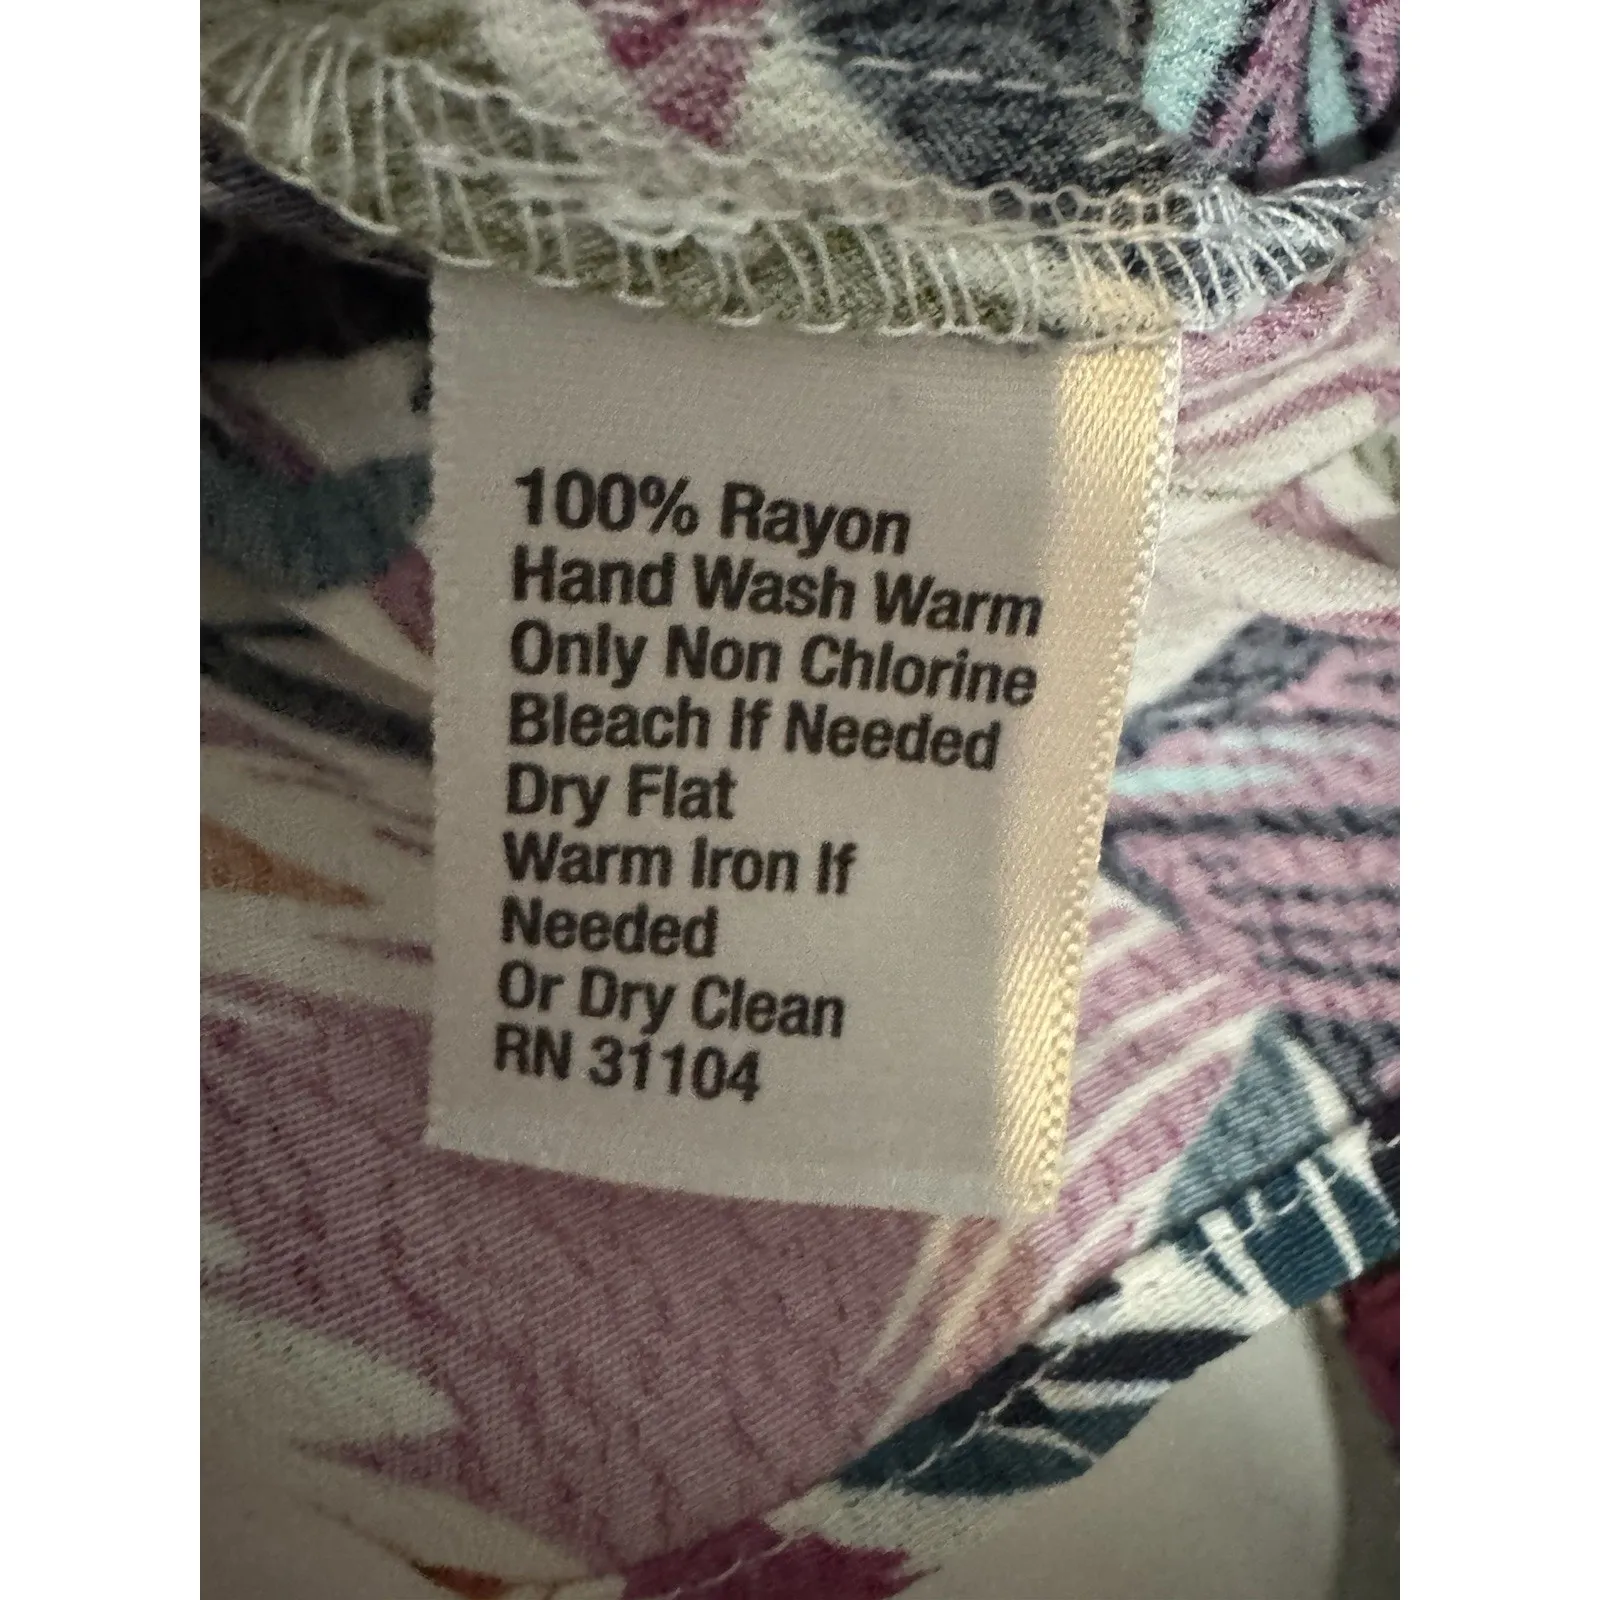 100% Rayon
Hand Wash Warm
Only Non Chlorine
Bleach If Needed
Dry Flat
Warm Iron If
Needed
Or Dry Clean
RN 31104